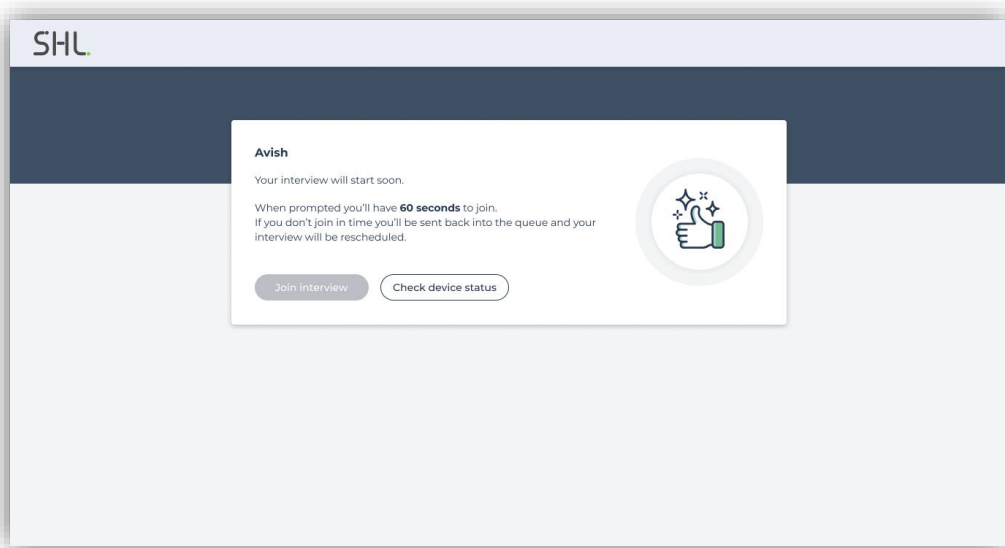 SHL.
Avish
Your interview will start soon.
When prompted you'll have 60 seconds to join.
If you don't join in time you'll be sent back into the queue and your
interview will be rescheduled.
Join interview
Check device status